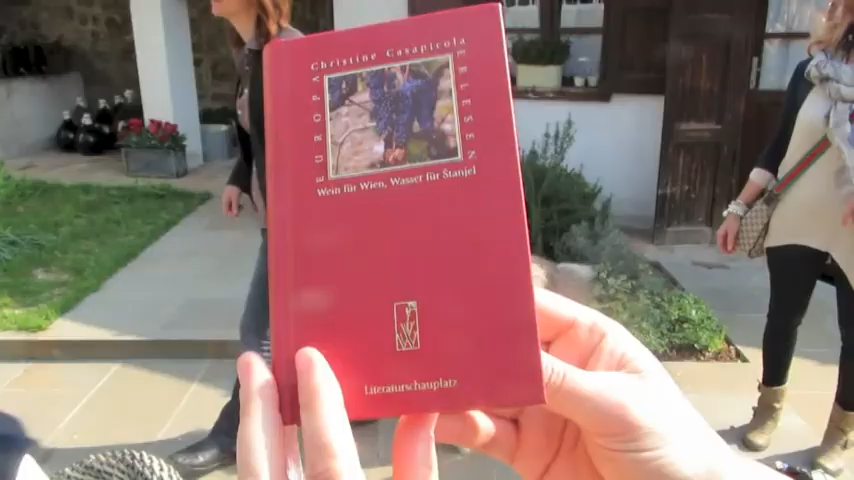 Christine Casapicola
EUROPA
ERLESEN
Wein für Wien, Wasser für Štanjel
Literaturschauplatz